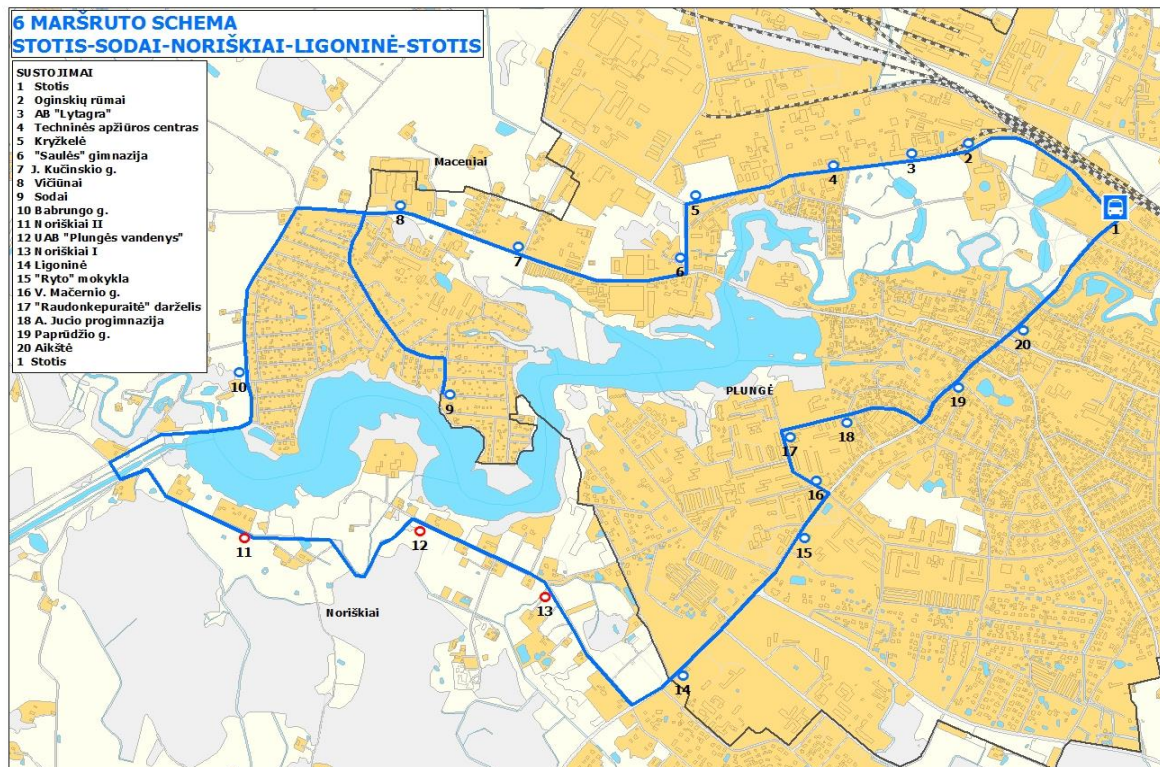 6 MARŠRUTO SCHEMA
STOTIS-SODAI-NORIŠKIAI-LIGONINĖ-STOTIS
SUSTOJIMAI
1 Stotis
2 Oginskių rūmai
3 AB "Lytagra"
4 Techninės apžiūros centras
5 Kryžkelė
6 "Saulės" gimnazija
7 J. Kučinskio g.
8 Vičiūnai
9 Sodai
10 Babrungo g.
11 Noriškiai II
12 UAB "Plungės vandenys"
13 Noriškiai I
14 Ligoninė
15 "Ryto" mokykla
16 V. Mačernio g.
17 "Raudonkepuraitė" darželis
18 A. Jucio progimnazija
19 Paprūdžio g.
20 Aikštė
1 Stotis
Maceniai
2
3
4
5
1
8
7
6
20
10
9
PLUNGĖ
19
18
17
16
11
12
15
13
Noriškiai
14